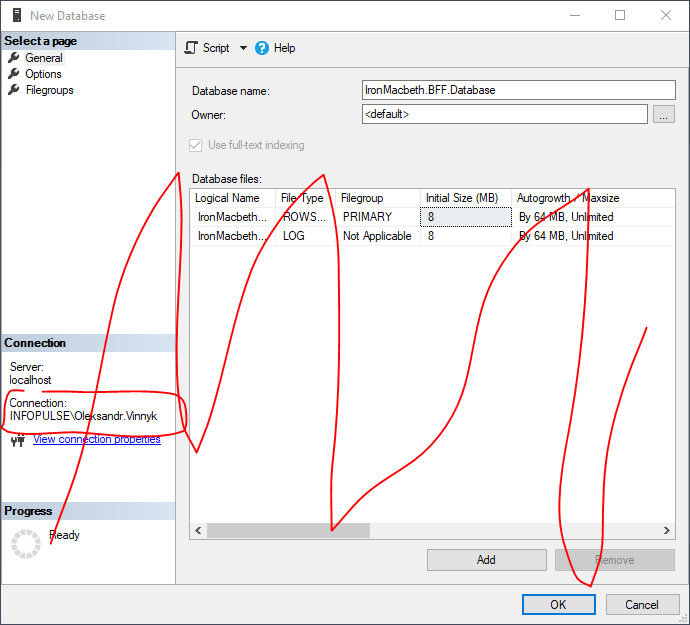 New Database
Select a page
General
Options
Filegroups
Script Help
Database name: IronMacbeth.BFF.Database
Owner: <default> ...
Use full-text indexing
Database files:
Logical Name File Type Filegroup Initial Size (MB) Autogrowth / Maxsize
IronMacbeth... ROWS... PRIMARY 8 By 64 MB, Unlimited
IronMacbeth... LOG Not Applicable 8 By 64 MB, Unlimited
Connection
Server:
localhost
Connection:
INFOPULSE\Oleksandr.Vinnyk
View connection properties
Progress
Ready
Add Remove
OK Cancel